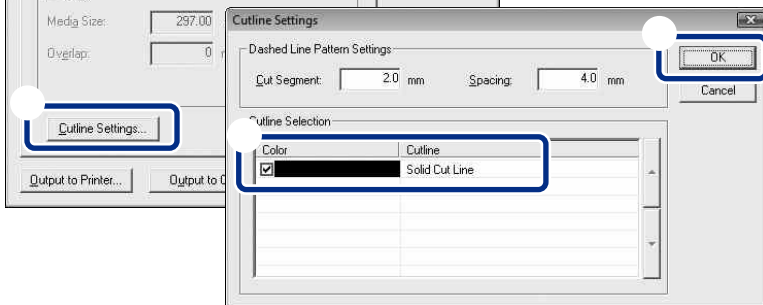 Media Size: 297.00
Overlap: 0
Cutline Settings...
Output to Printer...
Output to
Cutline Settings
Dashed Line Pattern Settings
Cut Segment: 2.0 mm Spacing: 4.0 mm
OK
Cancel
Cutline Selection
Color Cutline
Solid Cut Line